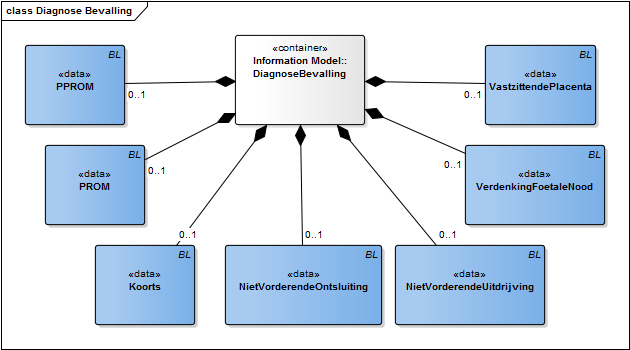 class Diagnose Bevalling
BL
«data»
PPROM
0..1
«container»
Information Model::
DiagnoseBevalling
BL
«data»
VastzittendePlacenta
0..1
BL
«data»
PROM
0..1
BL
«data»
VerdenkingFoetaleNood
0..1
BL
«data»
Koorts
0..1
BL
«data»
NietVorderendeOntsluiting
0..1
BL
«data»
NietVorderendeUitdrijving
0..1